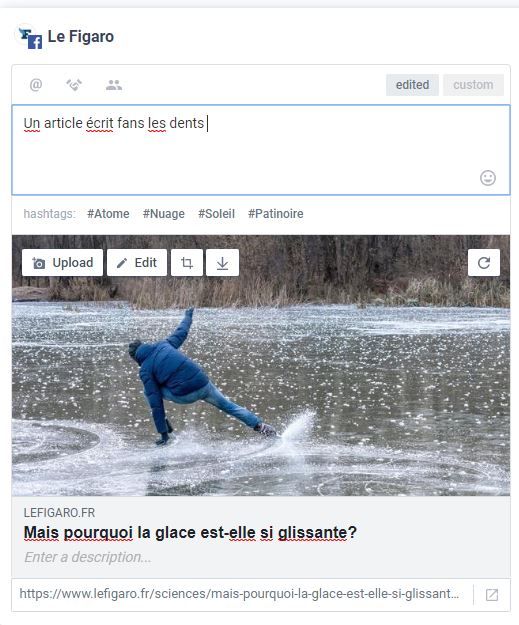 Le Figaro
@
edited custom
Un article écrit fans les dents
hashtags: #Atome #Nuage #Soleil #Patinoire
Upload Edit
LEFIGARO.FR
Mais pourquoi la glace est-elle si glissante?
Enter a description...
https://www.lefigaro.fr/sciences/mais-pourquoi-la-glace-est-elle-si-glissant...